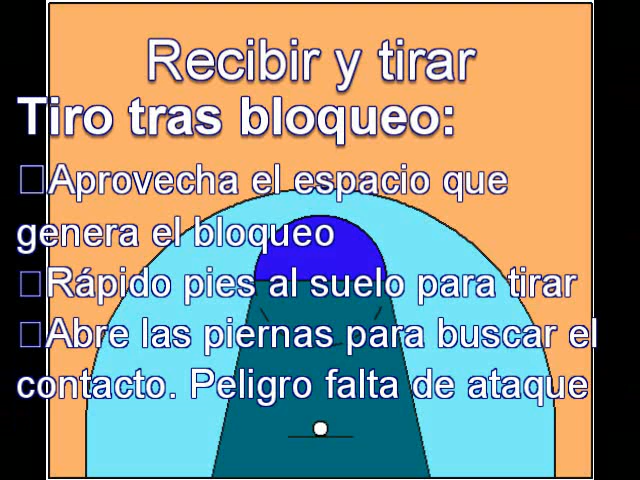 Recibir y tirar
Tiro tras bloqueo:
□Aprovecha el espacio que
genera el bloqueo
□Rápido pies al suelo para tirar
□Abre las piernas para buscar el
contacto. Peligro falta de ataque